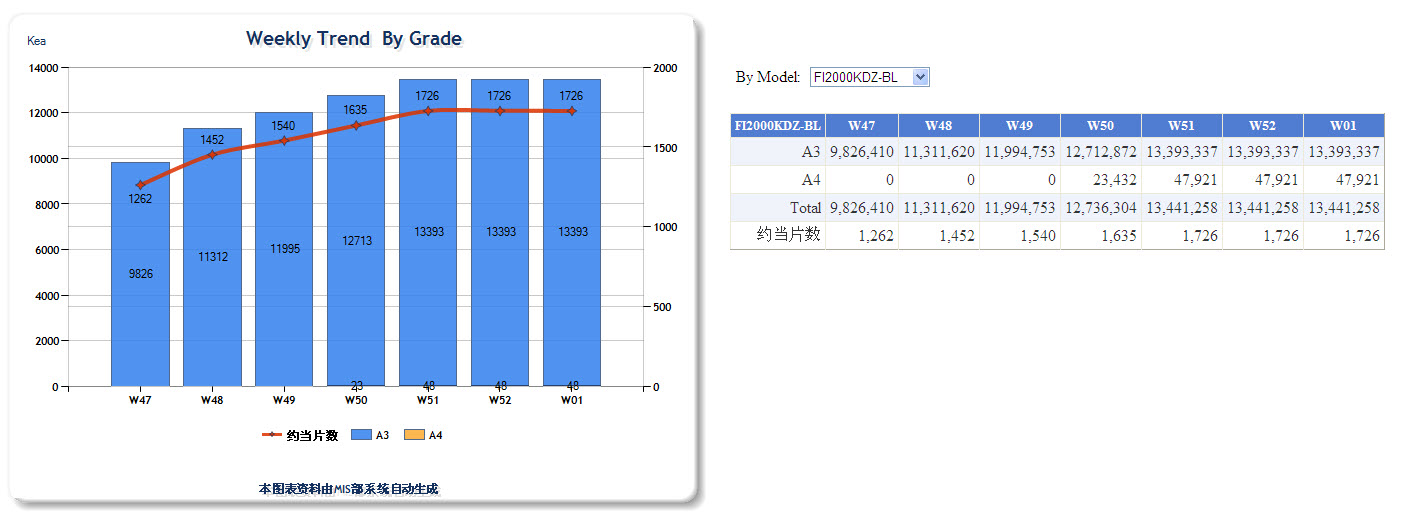 Weekly Trend By Grade
Kea
14000
12000
10000
8000
6000
4000
2000
0
2000
1500
1000
500
0
1262
1452
1540
1635
1726
1726
1726
9826
11312
11995
12713
13393
13393
13393
23
48
48
48
W47 W48 W49 W50 W51 W52 W01
约当片数 A3 A4
本图表资料由MIS部系统自动生成
By Model: FI2000KDZ-BL
FI2000KDZ-BL W47 W48 W49 W50 W51 W52 W01
A3 9,826,410 11,311,620 11,994,753 12,712,872 13,393,337 13,393,337 13,393,337
A4 0 0 0 23,432 47,921 47,921 47,921
Total 9,826,410 11,311,620 11,994,753 12,736,304 13,441,258 13,441,258 13,441,258
约当片数 1,262 1,452 1,540 1,635 1,726 1,726 1,726